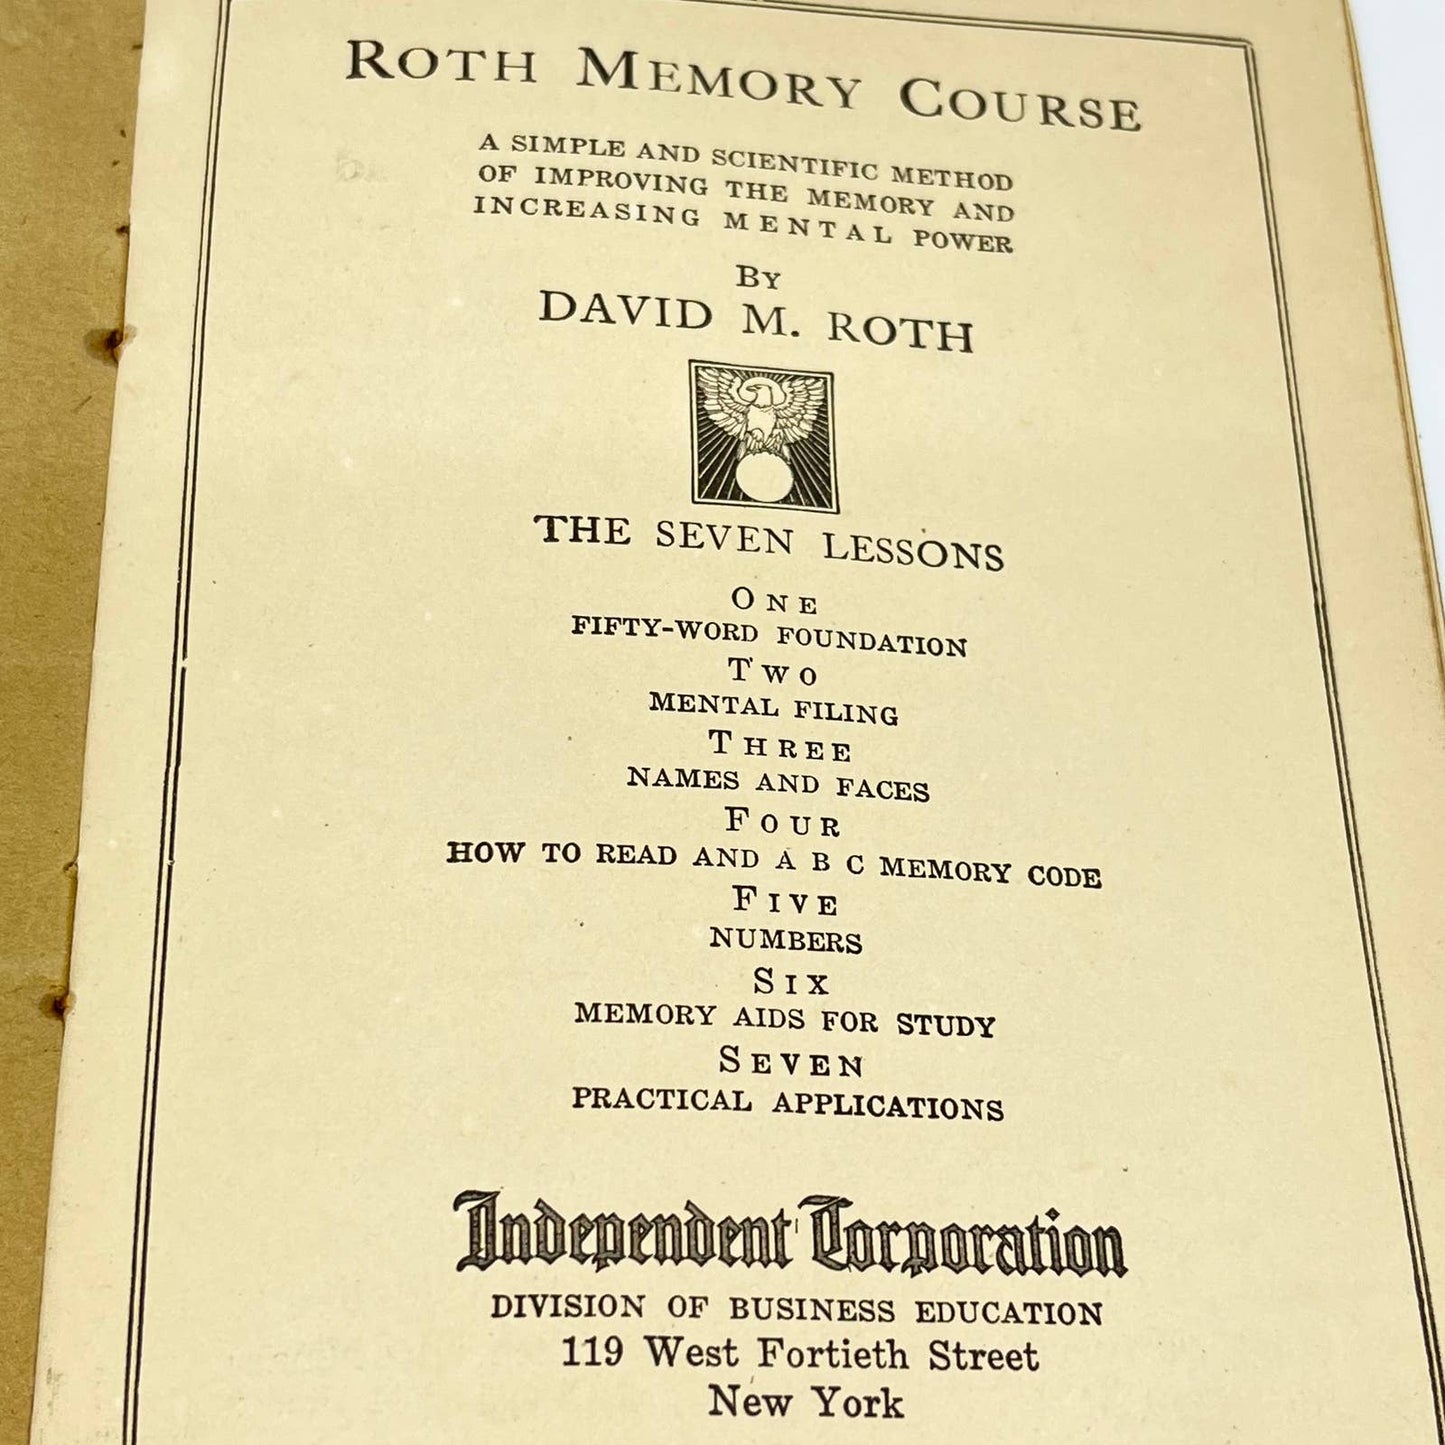 ROTH MEMORY COURSE
A SIMPLE AND SCIENTIFIC METHOD
OF IMPROVING THE MEMORY AND
INCREASING MENTAL POWER
BY
DAVID M. ROTH
THE SEVEN LESSONS
ONE
FIFTY-WORD FOUNDATION
TWO
MENTAL FILING
THREE
NAMES AND FACES
FOUR
HOW TO READ AND A B C MEMORY CODE
FIVE
NUMBERS
SIX
MEMORY AIDS FOR STUDY
SEVEN
PRACTICAL APPLICATIONS
Independent Corporation
DIVISION OF BUSINESS EDUCATION
119 West Fortieth Street
New York